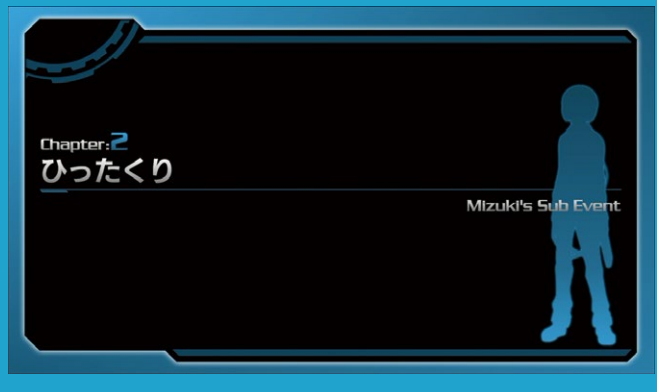 Chapter:2
ひったくり
Mizuki's Sub Event